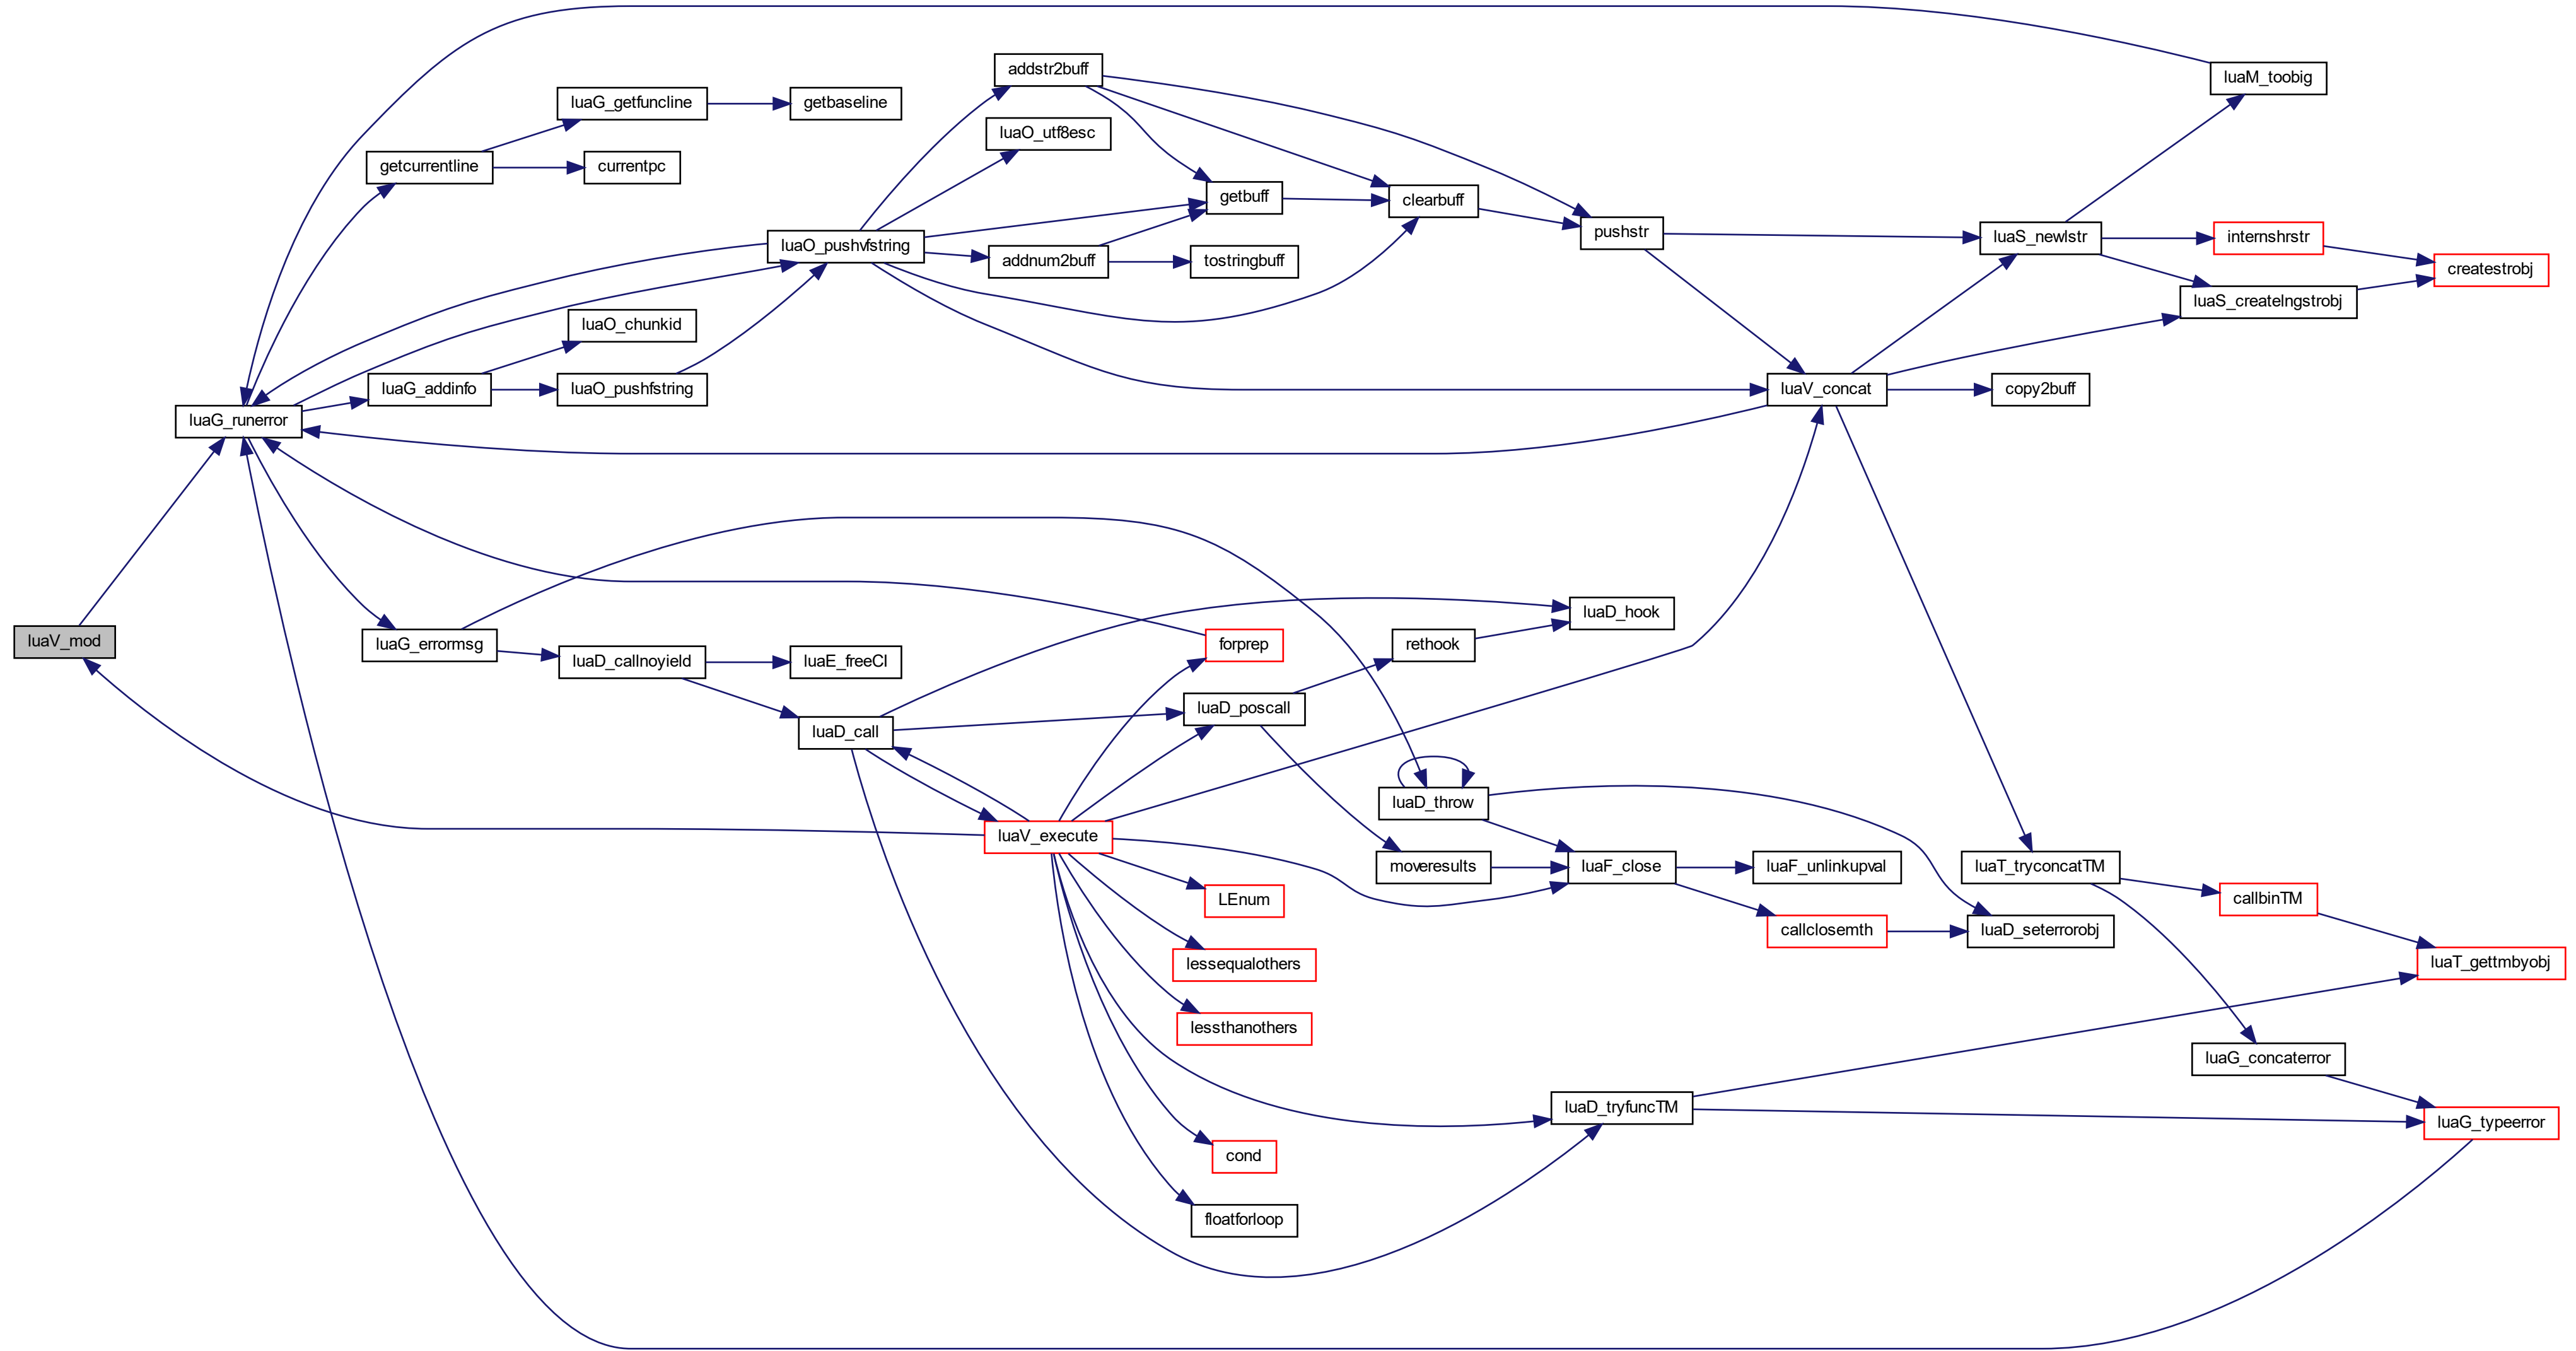 addstr2buff
luaM_toobig
luaG_getfuncline
getbaseline
luaO_utf8esc
getcurrentline
currentpc
getbuff
clearbuff
pushstr
luaS_newlstr
internshrstr
luaO_pushvfstring
addnum2buff
tostringbuff
createstrobj
luaS_createlngstrobj
luaO_chunkid
luaG_addinfo
luaO_pushfstring
luaV_concat
copy2buff
luaG_runerror
luaD_hook
luaV_mod
luaG_errormsg
luaD_callnoyield
luaE_freeCI
forprep
rethook
luaD_poscall
luaD_call
luaD_throw
luaV_execute
moveresults
luaF_close
luaF_unlinkupval
luaT_tryconcatTM
LEnum
callbinTM
callclosemth
luaD_seterrorobj
lessequalothers
luaT_gettmbyobj
lessthanothers
luaG_concaterror
luaD_tryfuncTM
luaG_typeerror
cond
floatforloop